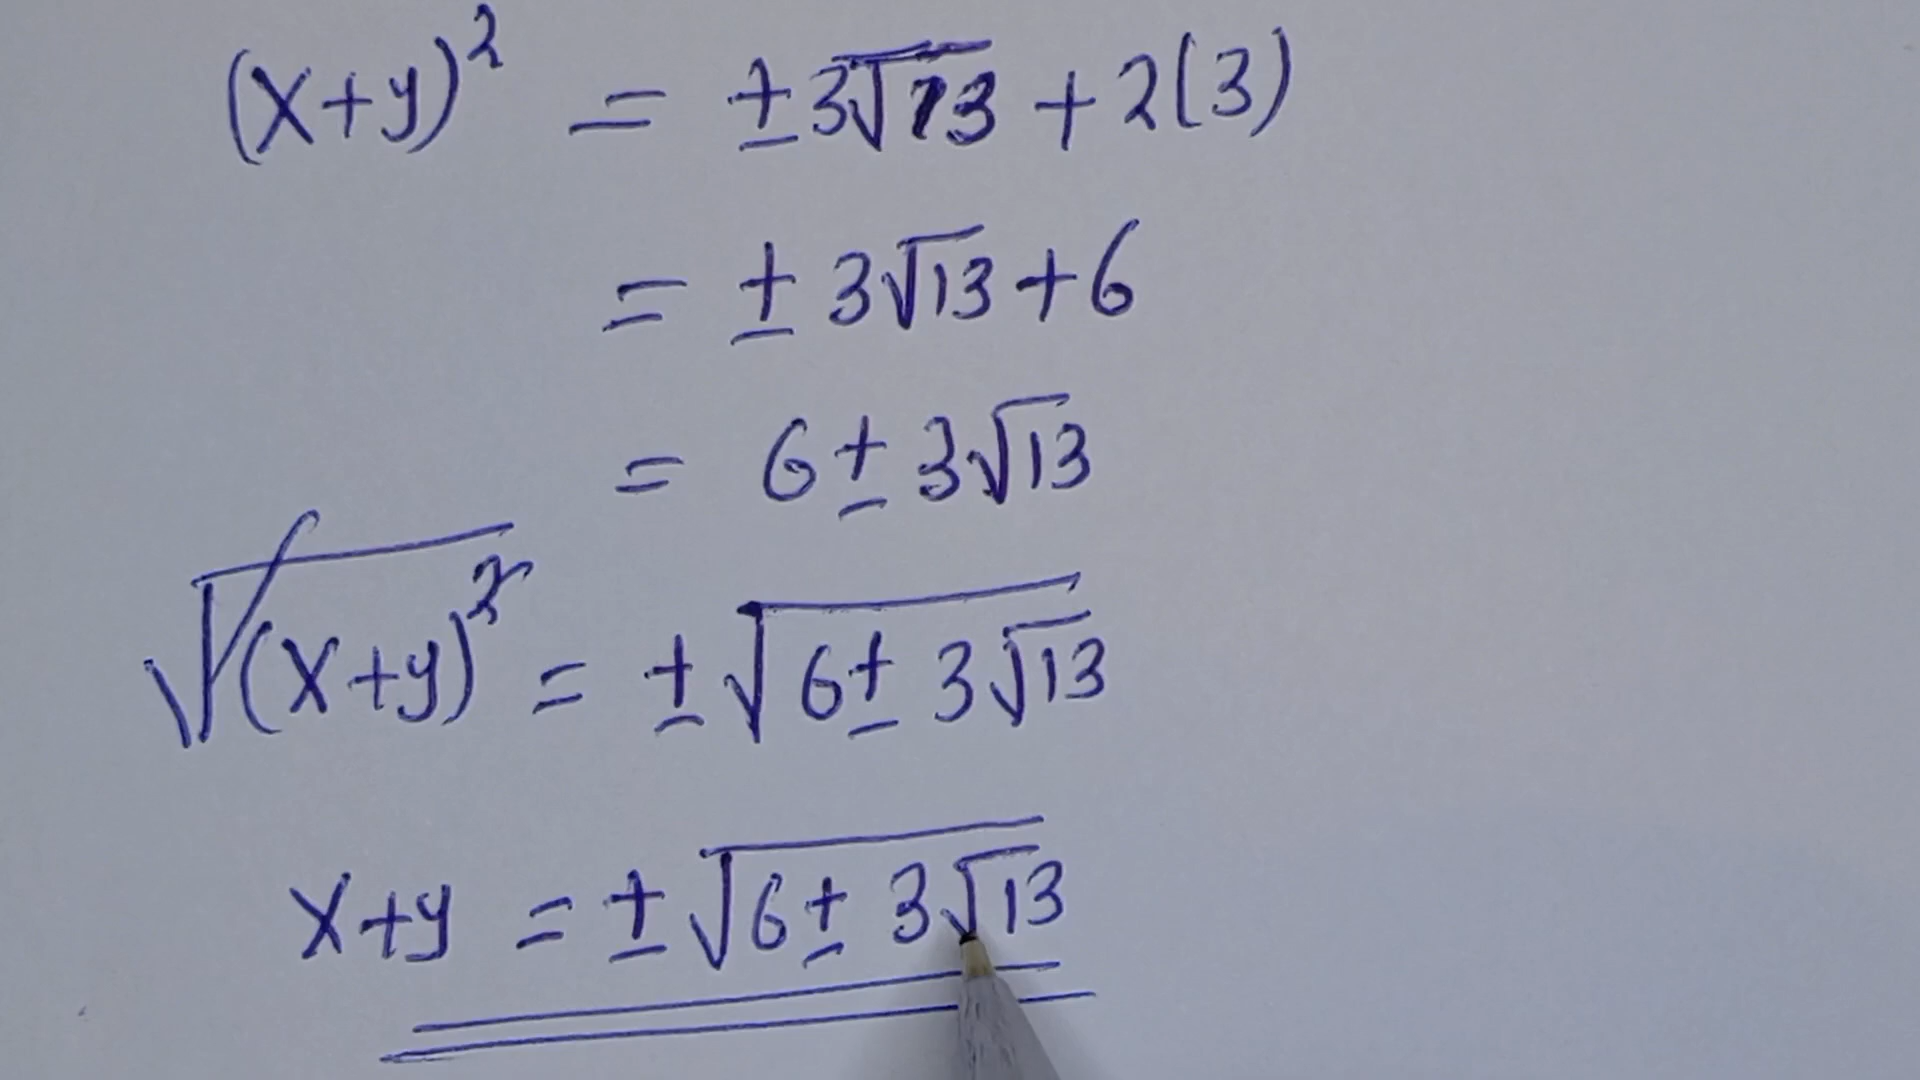 (x+y)² = ±3√13 + 2(3)
= ± 3√13 + 6
= 6 ± 3√13
√(x+y)² = ±√(6 ± 3√13)
x+y = ±√(6 ± 3√13)